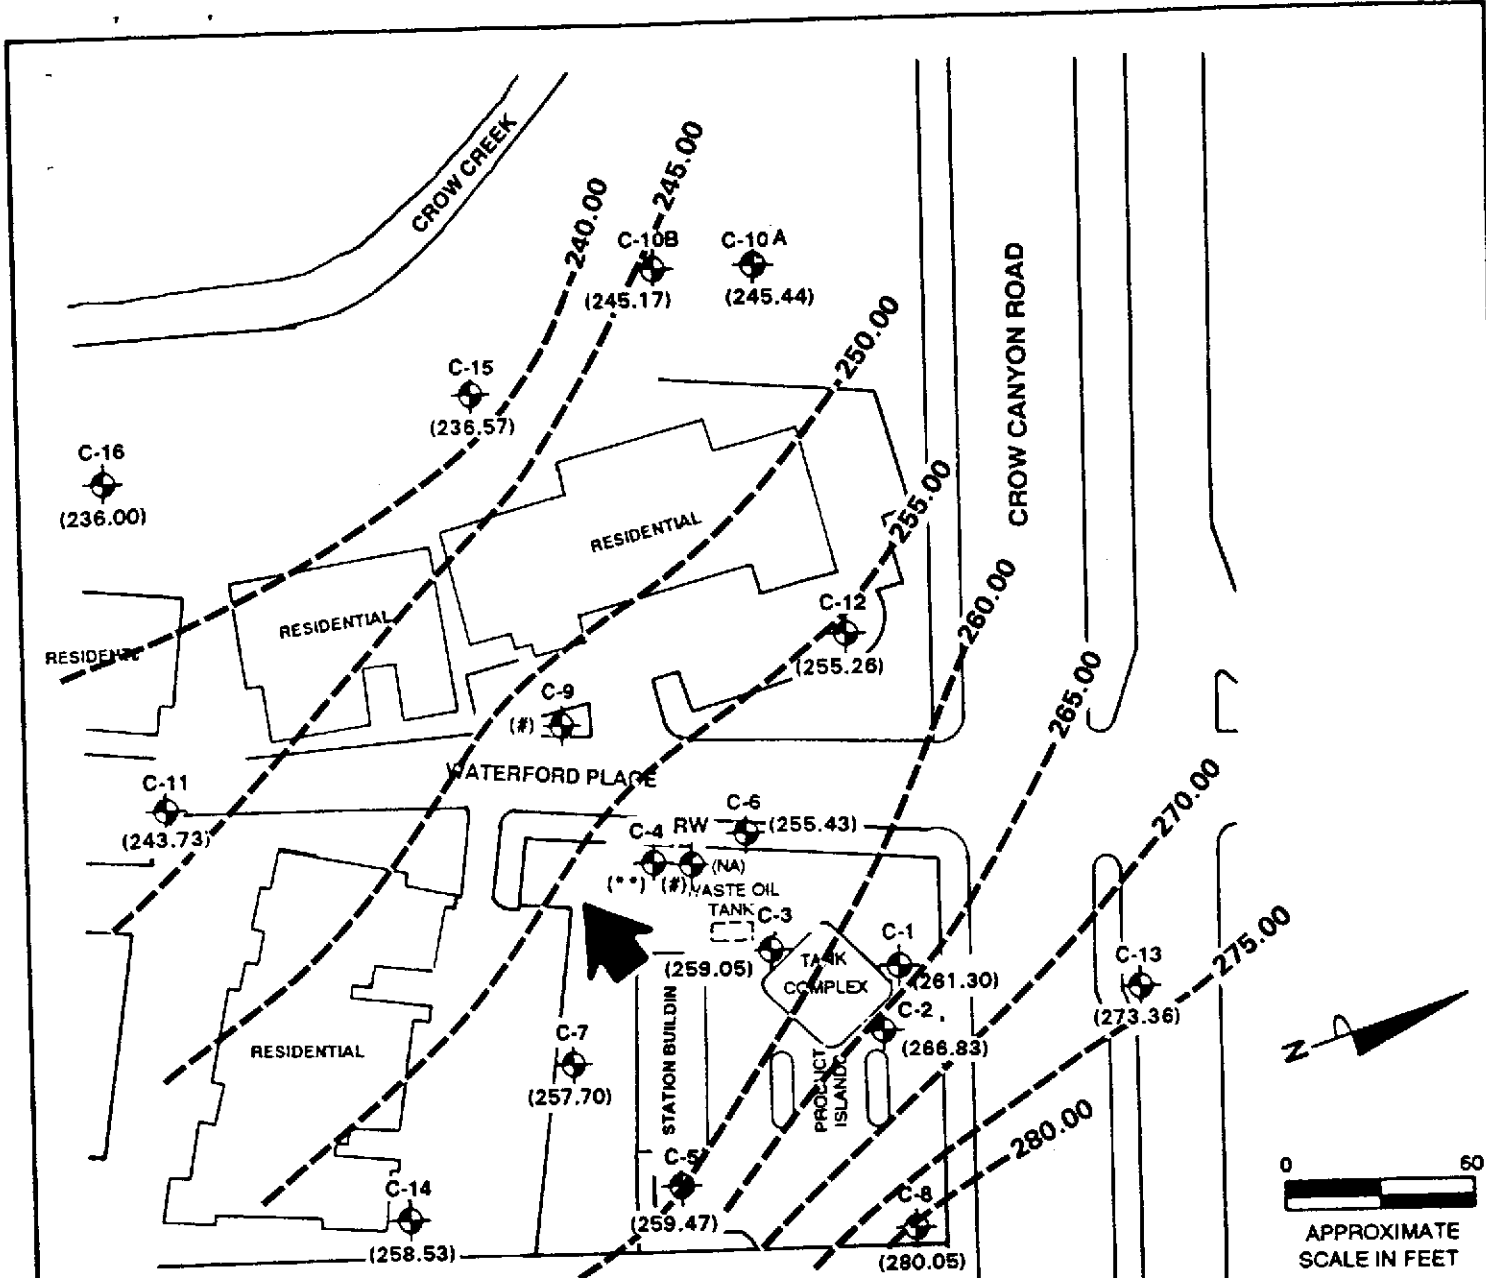 CROW CREEK
240.00
245.00
C-10B
(245.17)
C-10A
(245.44)
CROW CANYON ROAD
250.00
C-15
(236.57)
C-16
(236.00)
255.00
RESIDENTIAL
RESIDENTIAL
C-12
(255.26)
260.00
265.00
C-9
(#)
WATERFORD PLACE
C-11
(243.73)
270.00
C-6
(255.43)
RW
C-4
(NA)
(**)
(#)
TANK
C-3
(259.05)
TANK
COMPLEX
C-1
(261.30)
C-2
(266.83)
C-13
(273.36)
275.00
RESIDENTIAL
C-7
(257.70)
STATION BUILDIN
PRODUCT
280.00
C-5
(259.47)
C-8
(280.05)
C-14
(258.53)
N
0
60
APPROXIMATE
SCALE IN FEET